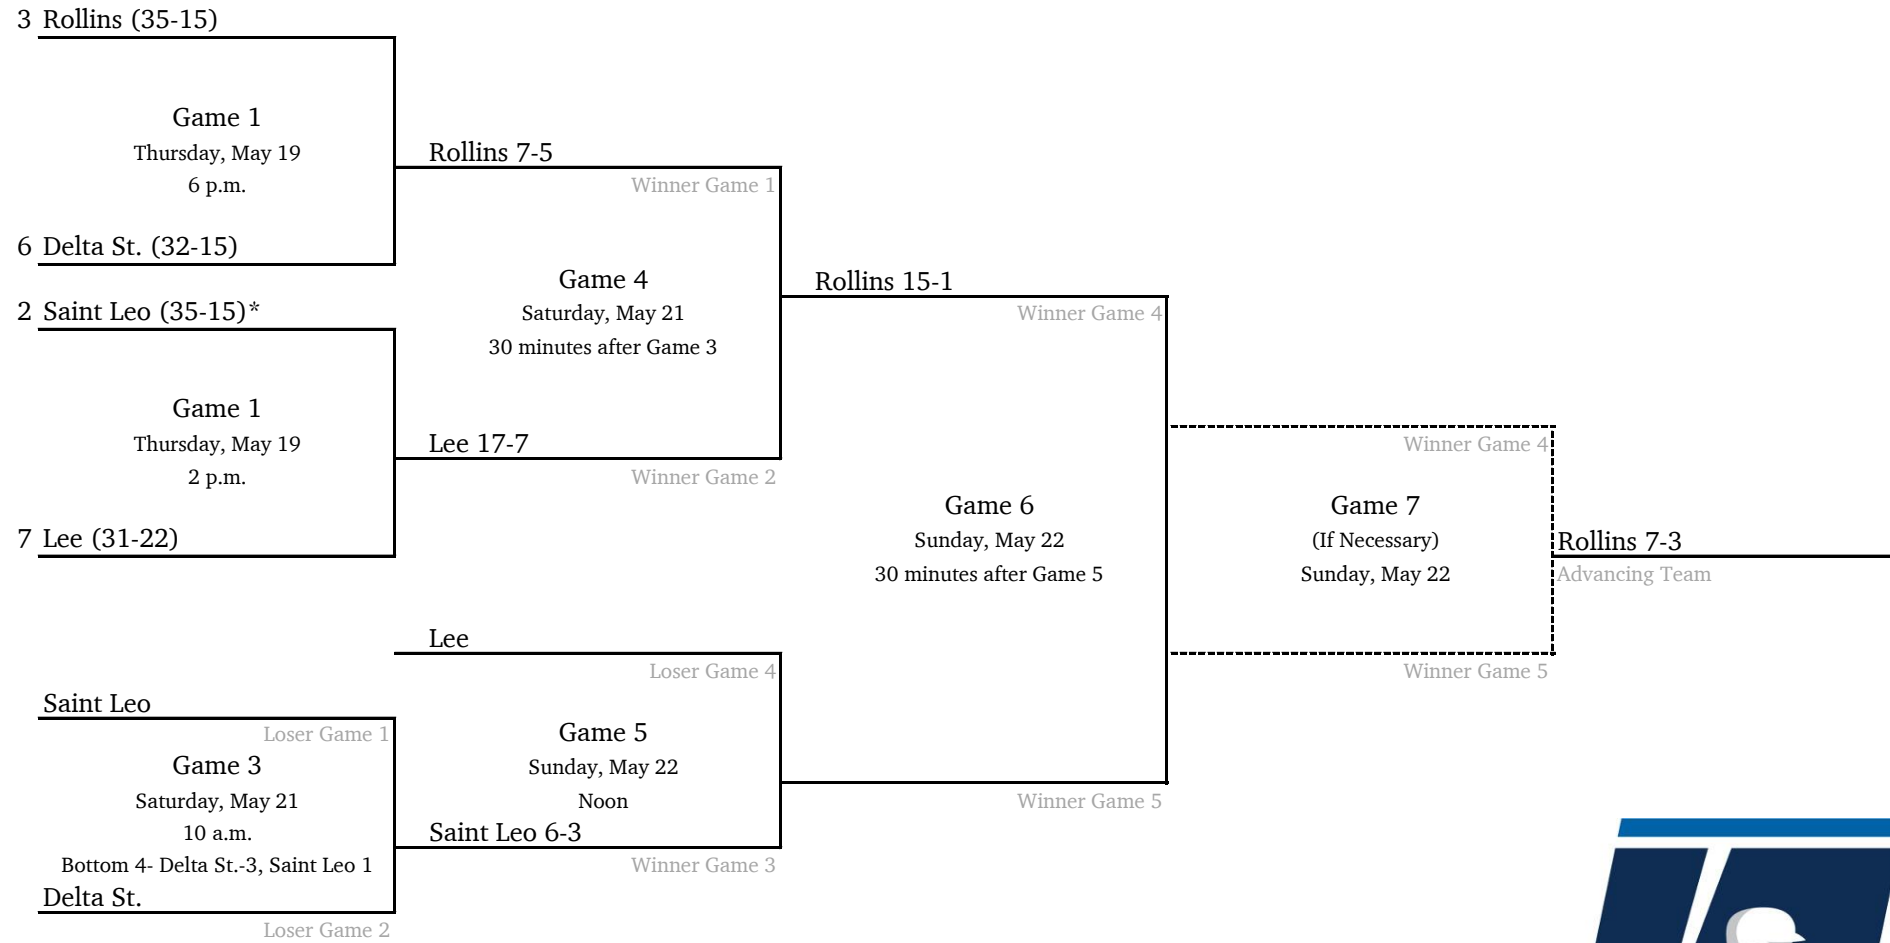 3 Rollins (35-15)
Game 1
Thursday, May 19
6 p.m.
6 Delta St. (32-15)
2 Saint Leo (35-15)*
Game 1
Thursday, May 19
2 p.m.
7 Lee (31-22)
Saint Leo
Loser Game 1
Game 3
Saturday, May 21
10 a.m.
Bottom 4- Delta St.-3, Saint Leo 1
Delta St.
Loser Game 2
Rollins 7-5
Winner Game 1
Game 4
Saturday, May 21
30 minutes after Game 3
Lee 17-7
Winner Game 2
Lee
Loser Game 4
Game 5
Sunday, May 22
Noon
Saint Leo 6-3
Winner Game 3
Rollins 15-1
Winner Game 4
Game 6
Sunday, May 22
30 minutes after Game 5
Winner Game 5
Winner Game 4
Game 7
(If Necessary)
Sunday, May 22
Winner Game 5
Rollins 7-3
Advancing Team